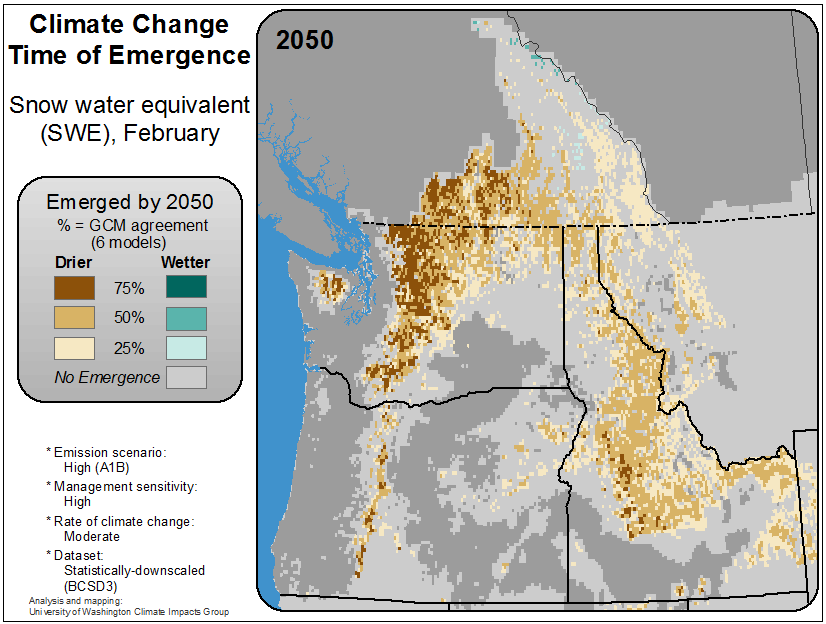 Climate Change
Time of Emergence
Snow water equivalent
(SWE), February
Emerged by 2050
% = GCM agreement
(6 models)
Drier Wetter
75%
50%
25%
No Emergence
* Emission scenario:
High (A1B)
* Management sensitivity:
High
* Rate of climate change:
Moderate
* Dataset:
Statistically-downscaled
(BCSD3)
Analysis and mapping:
University of Washington Climate Impacts Group
2050